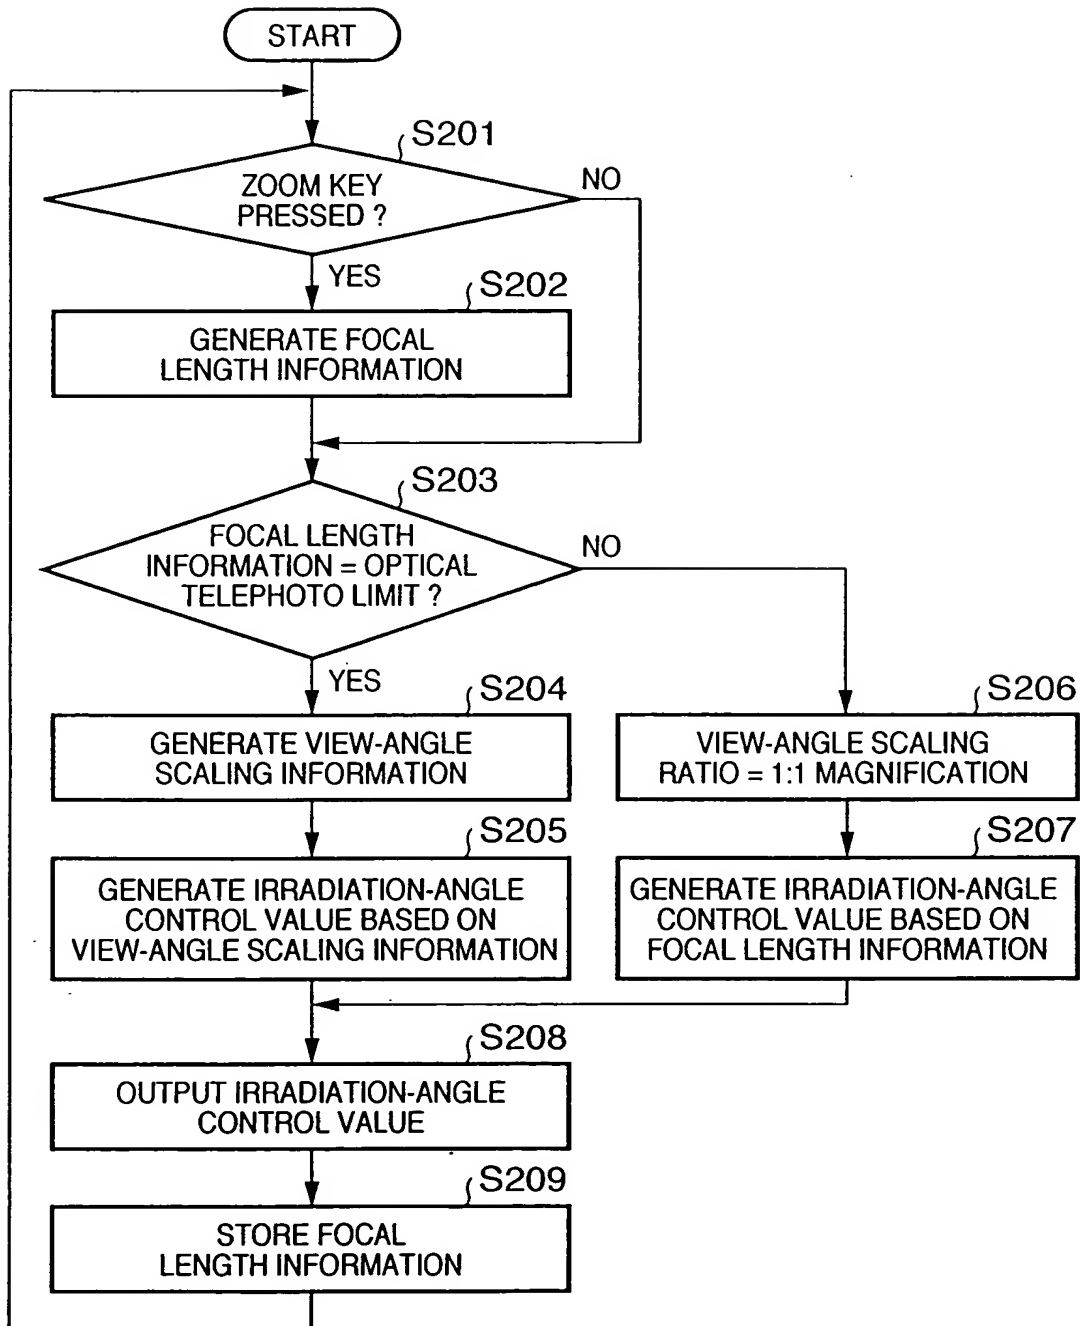 START
S201
ZOOM KEY
PRESSED ?
NO
YES
S202
GENERATE FOCAL
LENGTH INFORMATION
S203
FOCAL LENGTH
INFORMATION = OPTICAL
TELEPHOTO LIMIT ?
NO
YES
S204
GENERATE VIEW-ANGLE
SCALING INFORMATION
S206
VIEW-ANGLE SCALING
RATIO = 1:1 MAGNIFICATION
S205
GENERATE IRRADIATION-ANGLE
CONTROL VALUE BASED ON
VIEW-ANGLE SCALING INFORMATION
S207
GENERATE IRRADIATION-ANGLE
CONTROL VALUE BASED ON
FOCAL LENGTH INFORMATION
S208
OUTPUT IRRADIATION-ANGLE
CONTROL VALUE
S209
STORE FOCAL
LENGTH INFORMATION